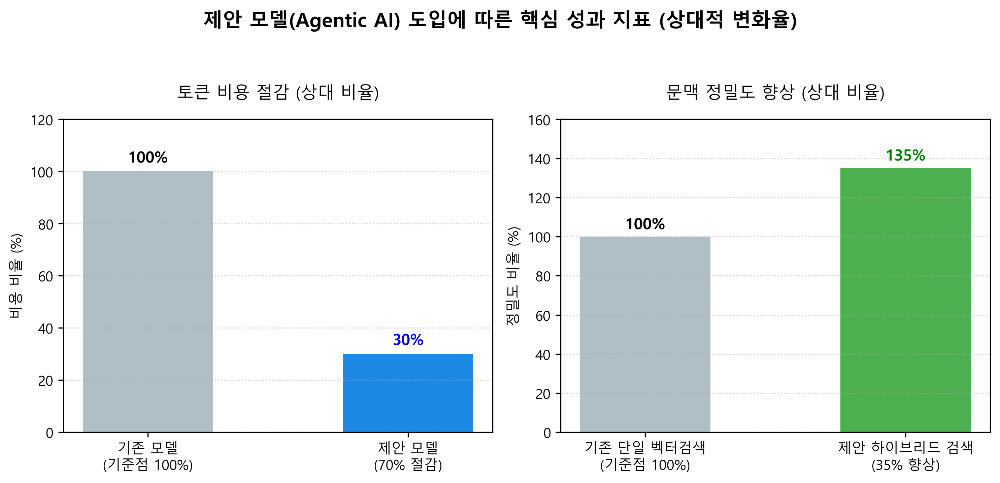 제안 모델(Agentic AI) 도입에 따른 핵심 성과 지표 (상대적 변화율)
토큰 비용 절감 (상대 비율)
비용 비율 (%)
120
100
80
60
40
20
0
100%
30%
기존 모델
(기준점 100%)
제안 모델
(70% 절감)
문맥 정밀도 향상 (상대 비율)
정밀도 비율 (%)
160
140
120
100
80
60
40
20
0
100%
135%
기존 단일 벡터검색
(기준점 100%)
제안 하이브리드 검색
(35% 향상)